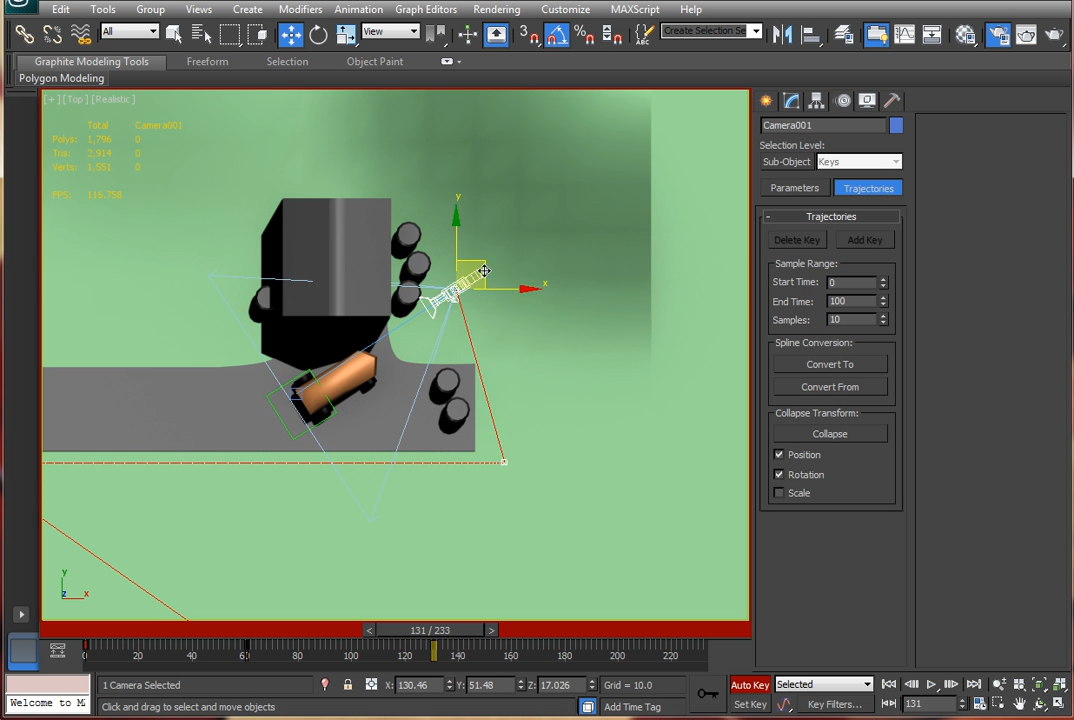 Edit Tools Group Views Create Modifiers Animation Graph Editors Rendering Customize MAXScript Help
All View 3 Create Selection Se
Graphite Modeling Tools Freeform Selection Object Paint
Polygon Modeling
[+][Top][Realistic]
Total Camera001
Polys: 1,796 0
Tris: 2,914 0
Verts: 1,551 0
FPS: 116.758
y
x
y
z x
Camera001
Selection Level:
Sub-Object Keys
Parameters Trajectories
- Trajectories
Delete Key Add Key
Sample Range:
Start Time: 0
End Time: 100
Samples: 10
Spline Conversion:
Convert To
Convert From
Collapse Transform:
Collapse
Position
Rotation
Scale
< 131 / 233 >
0 20 40 60 80 100 120 140 160 180 200 220
1 Camera Selected X: 130.46 Y: 51.48 Z: 17.026 Grid = 10.0 Auto Key Selected
Welcome to Ma Click and drag to select and move objects Add Time Tag Set Key Key Filters... 131